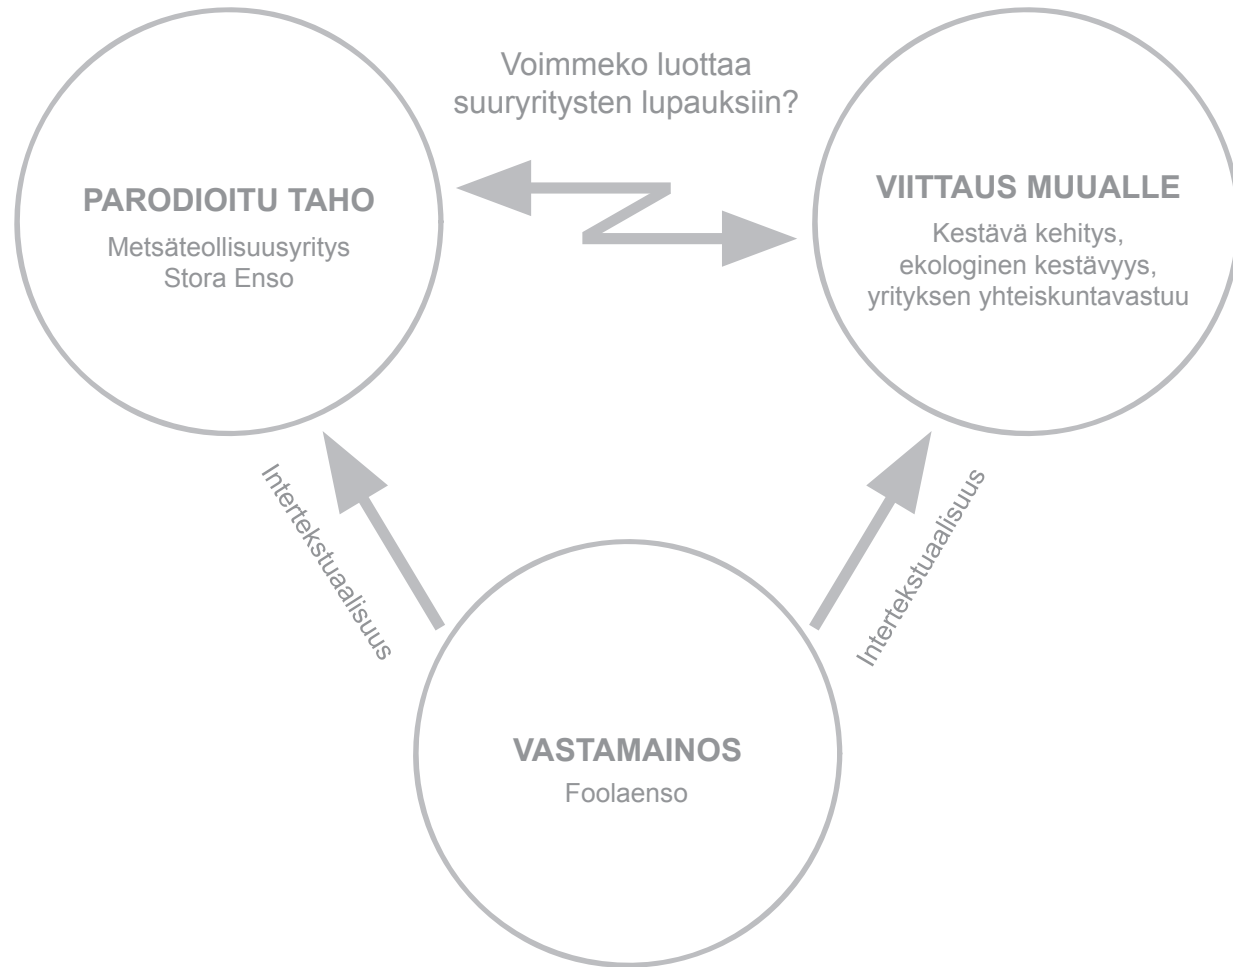 Voimmeko luottaa
suuryritysten lupauksiin?
PARODIOITU TAHO
Metsäteollisuusyritys
Stora Enso
VIITTAUS MUUALLE
Kestävä kehitys,
ekologinen kestävyys,
yrityksen yhteiskuntavastuu
Intertekstuaalisuus
Intertekstuaalisuus
VASTAMAINOS
Foolaenso